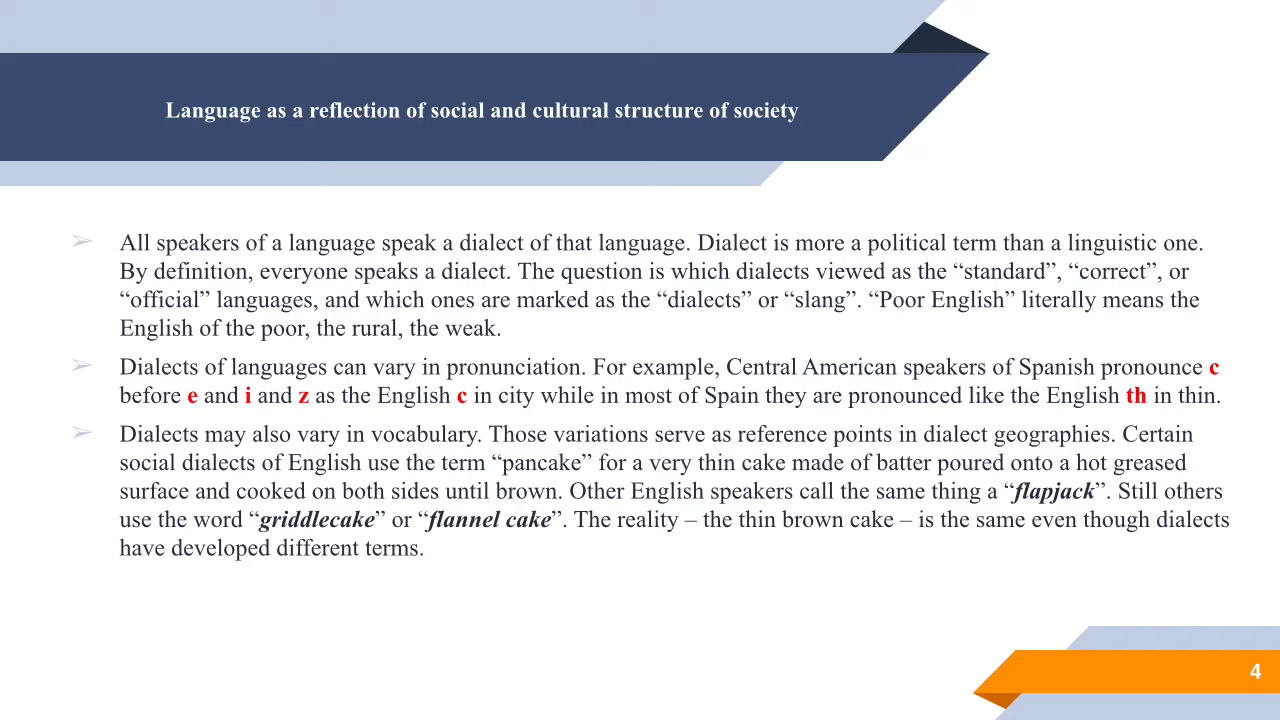 Language as a reflection of social and cultural structure of society
➢ All speakers of a language speak a dialect of that language. Dialect is more a political term than a linguistic one.
By definition, everyone speaks a dialect. The question is which dialects viewed as the “standard”, “correct”, or
“official” languages, and which ones are marked as the “dialects” or “slang”. “Poor English” literally means the
English of the poor, the rural, the weak.
➢ Dialects of languages can vary in pronunciation. For example, Central American speakers of Spanish pronounce c
before e and i and z as the English c in city while in most of Spain they are pronounced like the English th in thin.
➢ Dialects may also vary in vocabulary. Those variations serve as reference points in dialect geographies. Certain
social dialects of English use the term “pancake” for a very thin cake made of batter poured onto a hot greased
surface and cooked on both sides until brown. Other English speakers call the same thing a “flapjack”. Still others
use the word “griddlecake” or “flannel cake”. The reality – the thin brown cake – is the same even though dialects
have developed different terms.
4